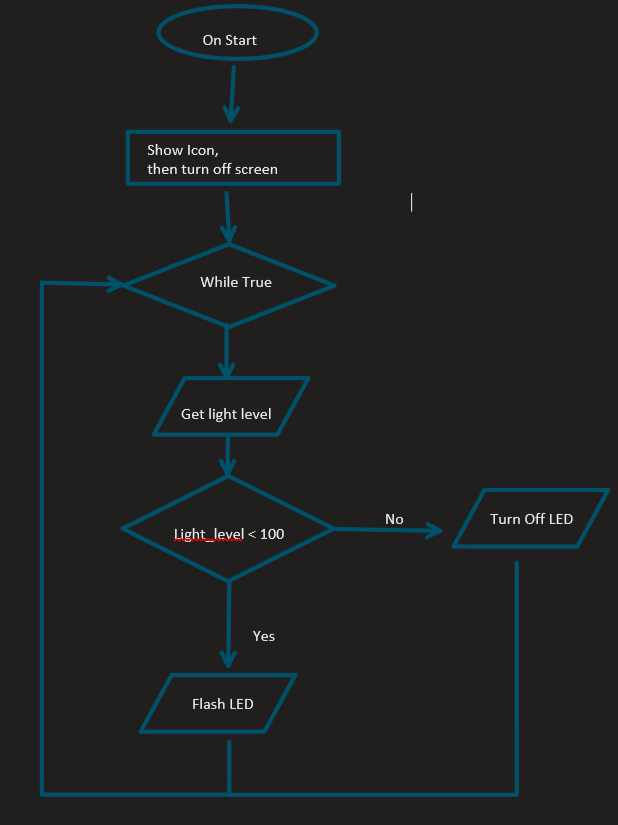 On Start
Show Icon,
then turn off screen
While True
Get light level
Light_level < 100
No
Turn Off LED
Yes
Flash LED